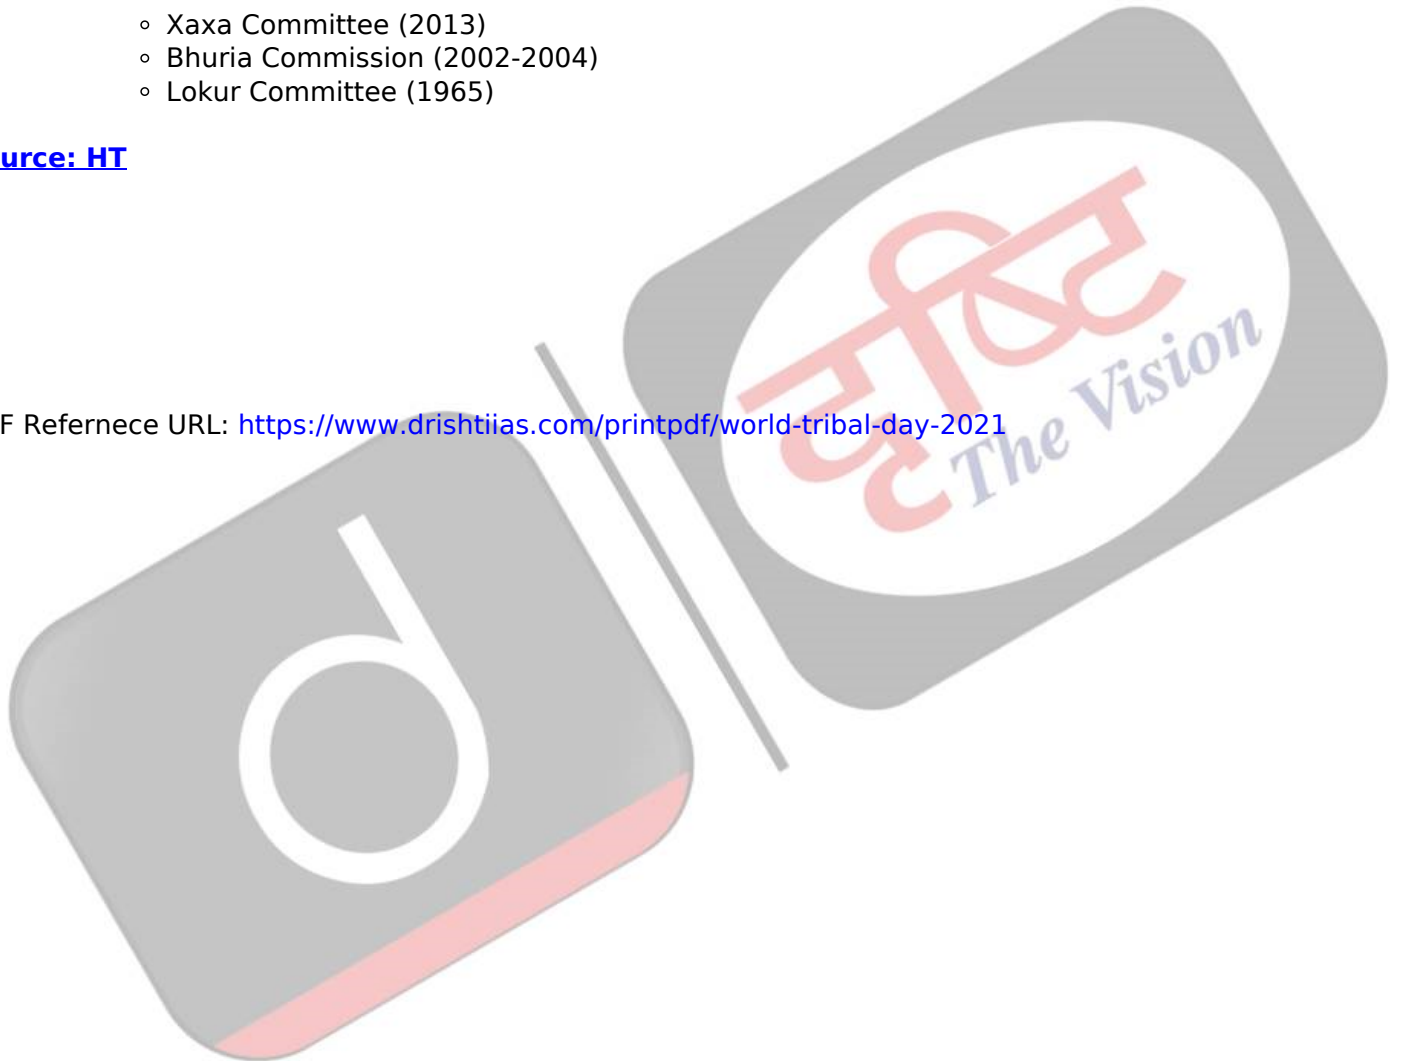 Xaxa Committee (2013)
Bhuria Commission (2002-2004)
Lokur Committee (1965)
urce: HT
F Refernece URL: https://www.drishtiias.com/printpdf/world-tribal-day-2021
दृष्टि
The Vision
d